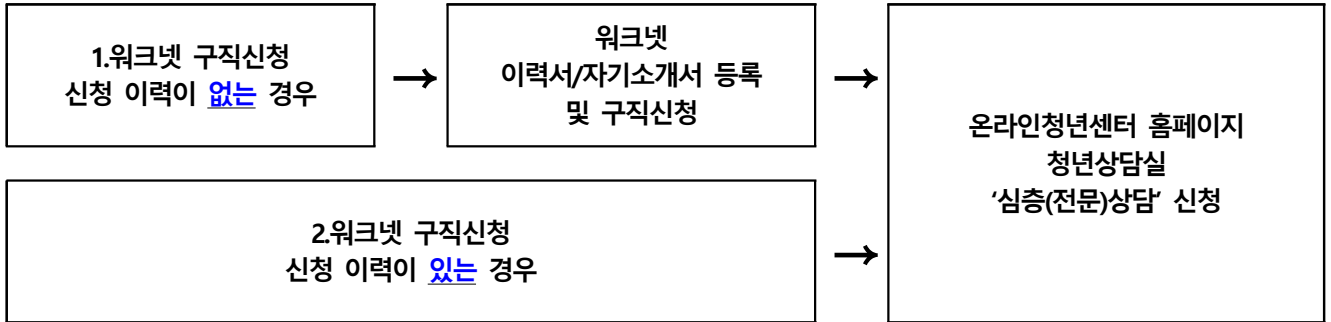 1.워크넷 구직신청
신청 이력이 없는 경우
→
워크넷
이력서/자기소개서 등록
및 구직신청
→
온라인청년센터 홈페이지
청년상담실
‘심층(전문)상담’ 신청
2.워크넷 구직신청
신청 이력이 있는 경우
→